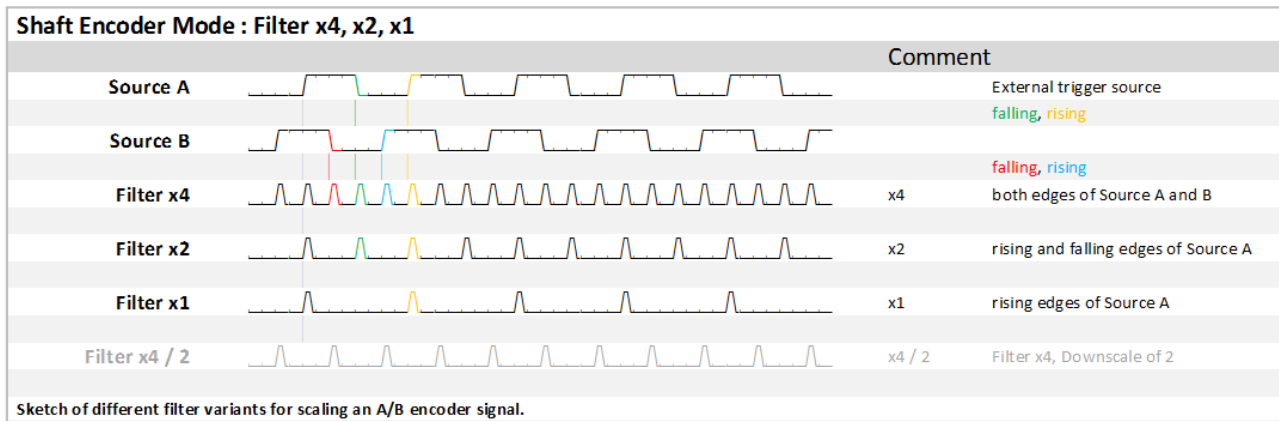 Shaft Encoder Mode : Filter x4, x2, x1
Comment
Source A External trigger source
falling, rising
Source B
falling, rising
Filter x4 x4 both edges of Source A and B
Filter x2 x2 rising and falling edges of Source A
Filter x1 x1 rising edges of Source A
Filter x4 / 2 x4 / 2 Filter x4, Downscale of 2
Sketch of different filter variants for scaling an A/B encoder signal.